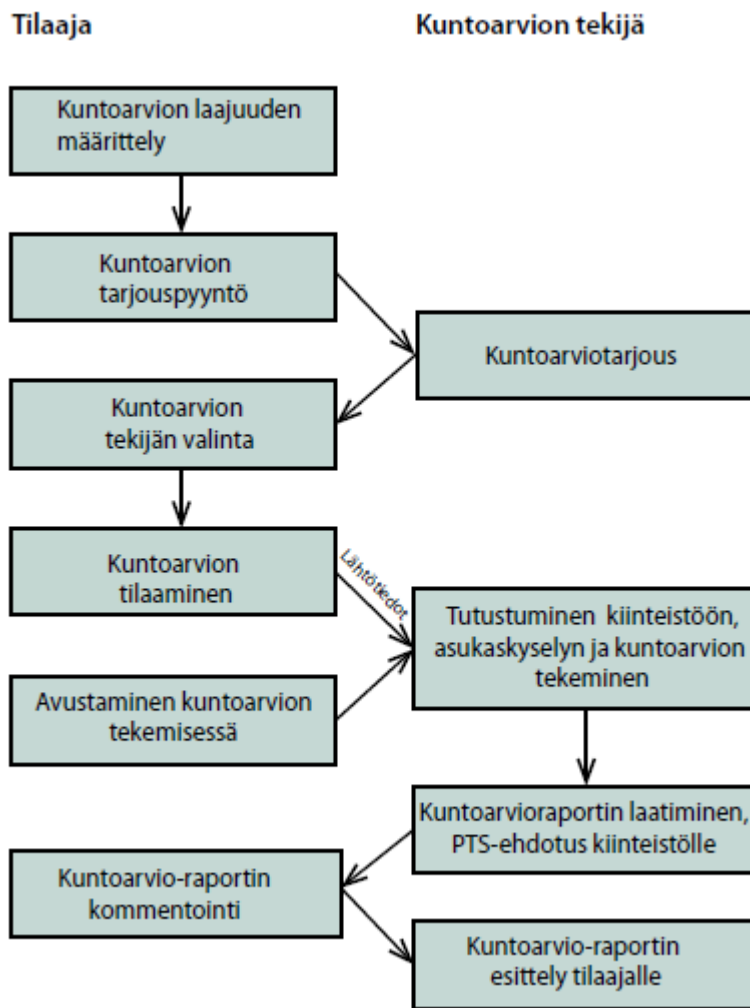 Tilaaja
Kuntoarvion tekijä
Kuntoarvion laajuuden
määrittely
Kuntoarvion
tarjouspyyntö
Kuntoarviotarjous
Kuntoarvion
tekijän valinta
Kuntoarvion
tilaaminen
Lähtötiedot
Tutustuminen kiinteistöön,
asukaskyselyn ja kuntoarvion
tekeminen
Avustaminen kuntoarvion
tekemisessä
Kuntoarvioraportin laatiminen,
PTS-ehdotus kiinteistölle
Kuntoarvio-raportin
kommentointi
Kuntoarvio-raportin
esittely tilaajalle